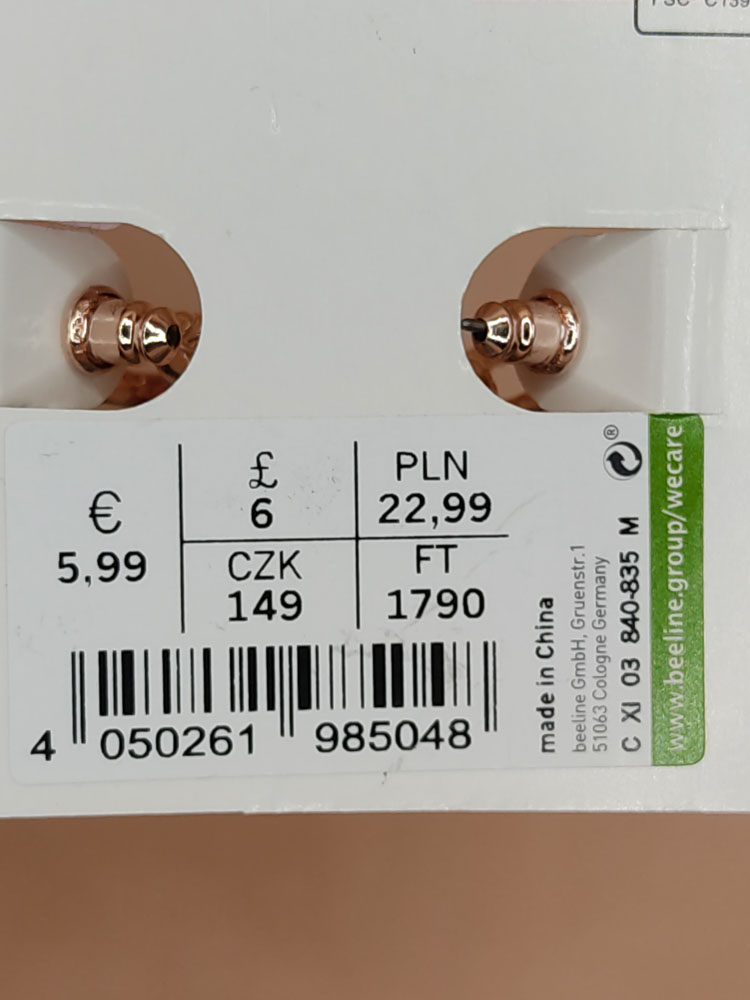 €
5,99
£
6
PLN
22,99
CZK
149
FT
1790
4 050261 985048
made in China
beeline GmbH, Gruenstr.1
51063 Cologne Germany
C XI 03 840-835 M
®
www.beeline.group/wecare